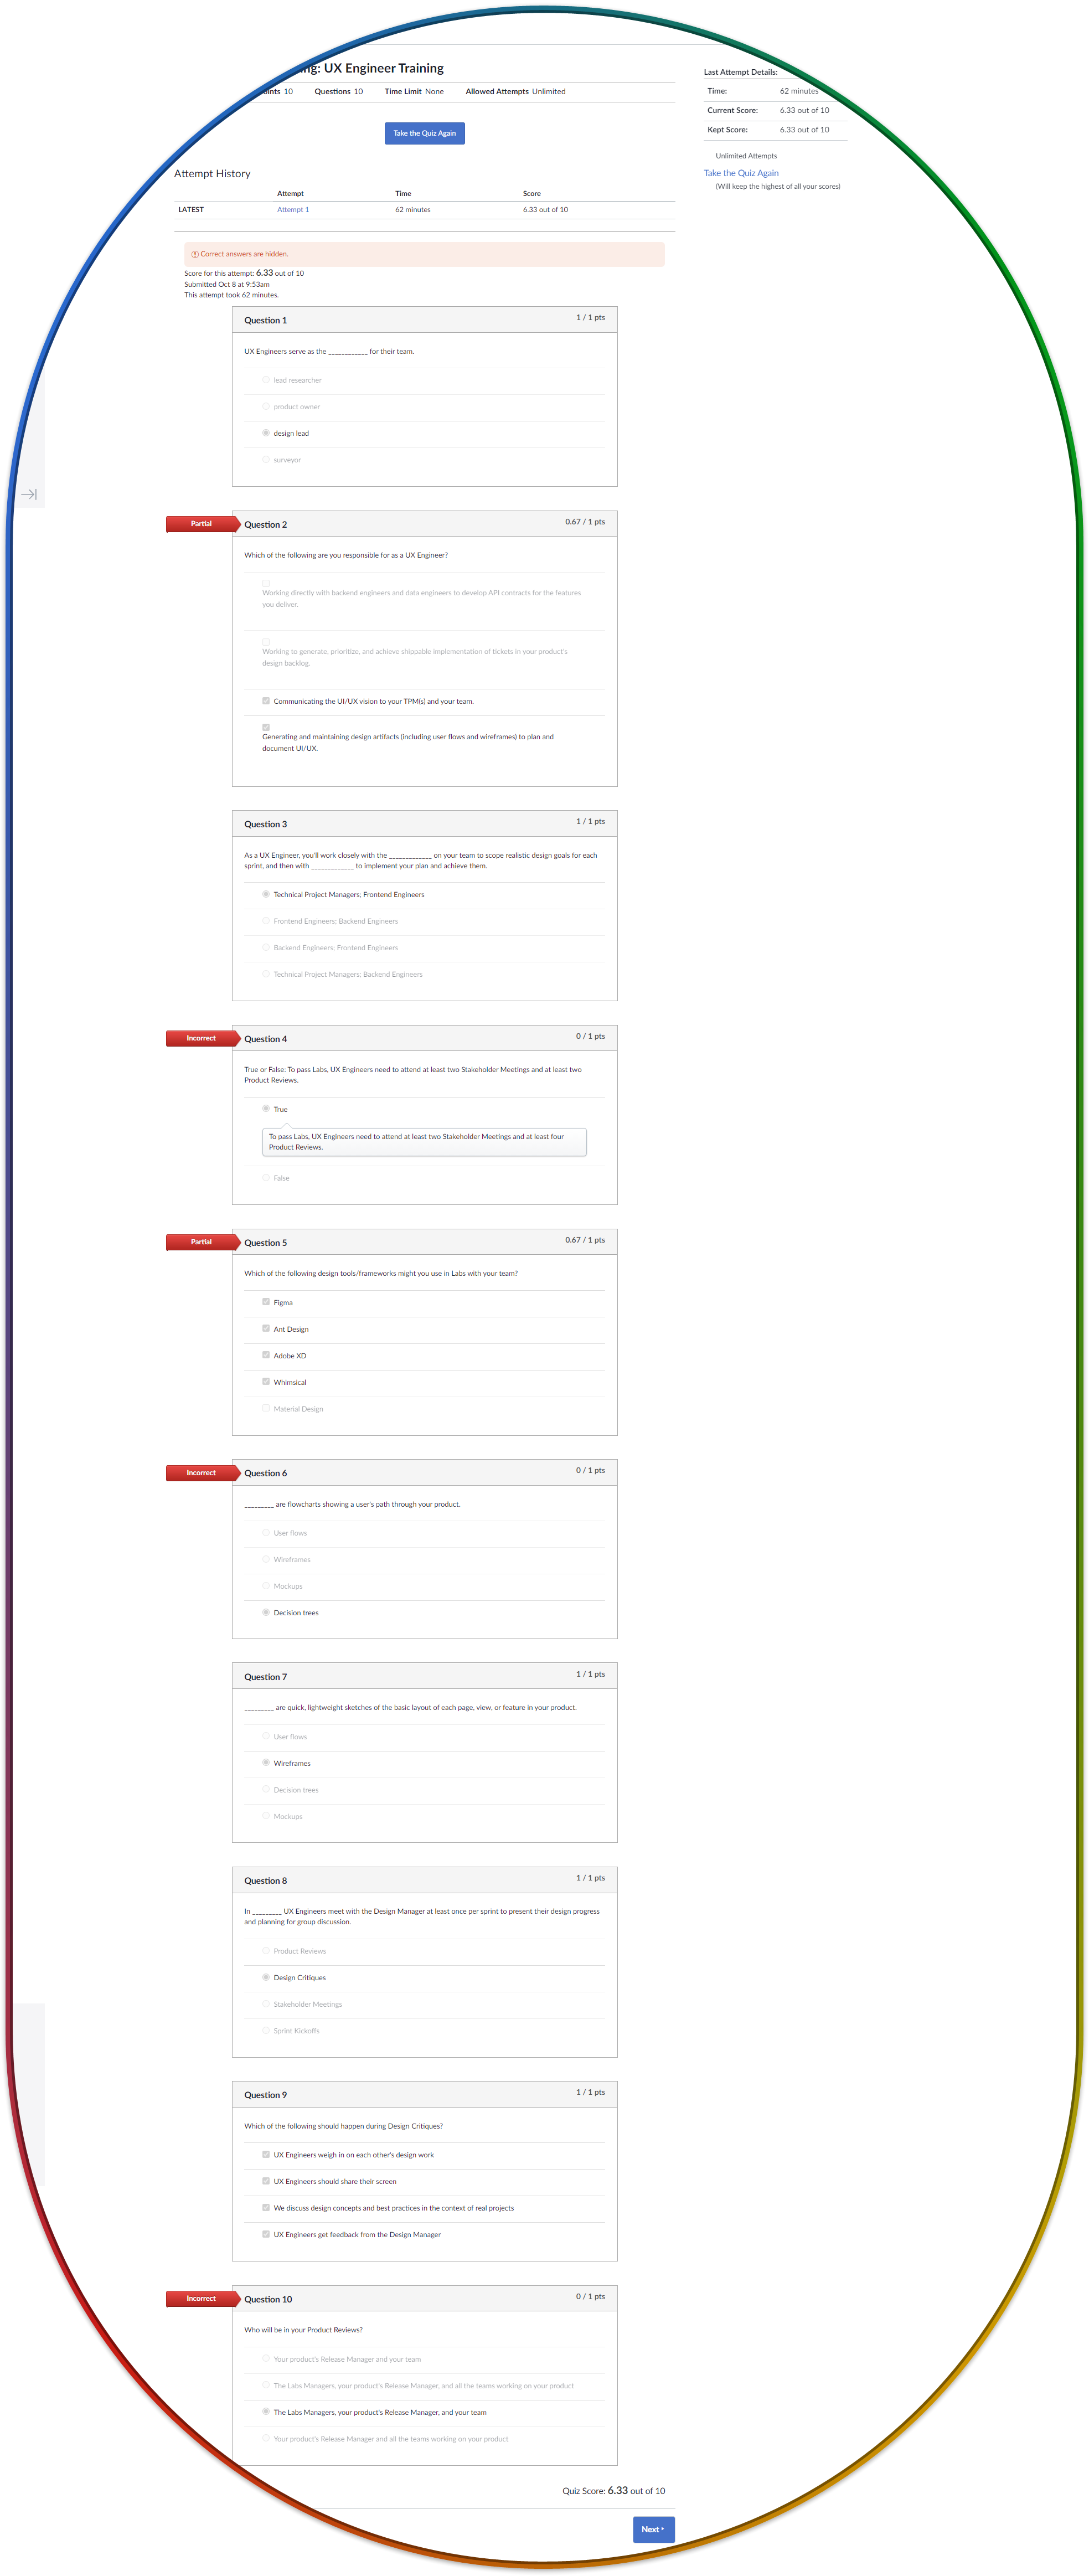 UX Engineer Training
10 Questions 10 Time Limit None Allowed Attempts Unlimited
Take the Quiz Again
Last Attempt Details:
Time: 62 minutes
Current Score: 6.33 out of 10
Kept Score: 6.33 out of 10
Unlimited Attempts
Take the Quiz Again
(Will keep the highest of all your scores)
Attempt History
Attempt Time Score
LATEST Attempt 1 62 minutes 6.33 out of 10
Correct answers are hidden.
Score for this attempt: 6.33 out of 10
Submitted Oct 8 at 9:53am
This attempt took 62 minutes.
Question 1 1 / 1 pts
UX Engineers serve as the ____________ for their team.
lead researcher
product owner
design lead
surveyor
Partial
Question 2 0.67 / 1 pts
Which of the following are you responsible for as a UX Engineer?
Working directly with backend engineers and data engineers to develop API contracts for the features
you deliver.
Working to generate, prioritize, and achieve shippable implementation of tickets in your product's
design backlog.
Communicating the UI/UX vision to your TPM(s) and your team.
Generating and maintaining design artifacts (including user flows and wireframes) to plan and
document UI/UX.
Question 3 1 / 1 pts
As a UX Engineer, you'll work closely with the _____________ on your team to scope realistic design goals for each
sprint, and then with _____________ to implement your plan and achieve them.
Technical Project Managers; Frontend Engineers
Frontend Engineers; Backend Engineers
Backend Engineers; Frontend Engineers
Technical Project Managers; Backend Engineers
Incorrect
Question 4 0 / 1 pts
True or False: To pass Labs, UX Engineers need to attend at least two Stakeholder Meetings and at least two
Product Reviews.
True
To pass Labs, UX Engineers need to attend at least two Stakeholder Meetings and at least four
Product Reviews.
False
Partial
Question 5 0.67 / 1 pts
Which of the following design tools/frameworks might you use in Labs with your team?
Figma
Ant Design
Adobe XD
Whimsical
Material Design
Incorrect
Question 6 0 / 1 pts
_________ are flowcharts showing a user's path through your product.
User flows
Wireframes
Mockups
Decision trees
Question 7 1 / 1 pts
_________ are quick, lightweight sketches of the basic layout of each page, view, or feature in your product.
User flows
Wireframes
Decision trees
Mockups
Question 8 1 / 1 pts
In _________ UX Engineers meet with the Design Manager at least once per sprint to present their design progress
and planning for group discussion.
Product Reviews
Design Critiques
Stakeholder Meetings
Sprint Kickoffs
Question 9 1 / 1 pts
Which of the following should happen during Design Critiques?
UX Engineers weigh in on each other's design work
UX Engineers should share their screen
We discuss design concepts and best practices in the context of real projects
UX Engineers get feedback from the Design Manager
Incorrect
Question 10 0 / 1 pts
Who will be in your Product Reviews?
Your product's Release Manager and your team
The Labs Managers, your product's Release Manager, and all the teams working on your product
The Labs Managers, your product's Release Manager, and your team
Your product's Release Manager and all the teams working on your product
Quiz Score: 6.33 out of 10
Next